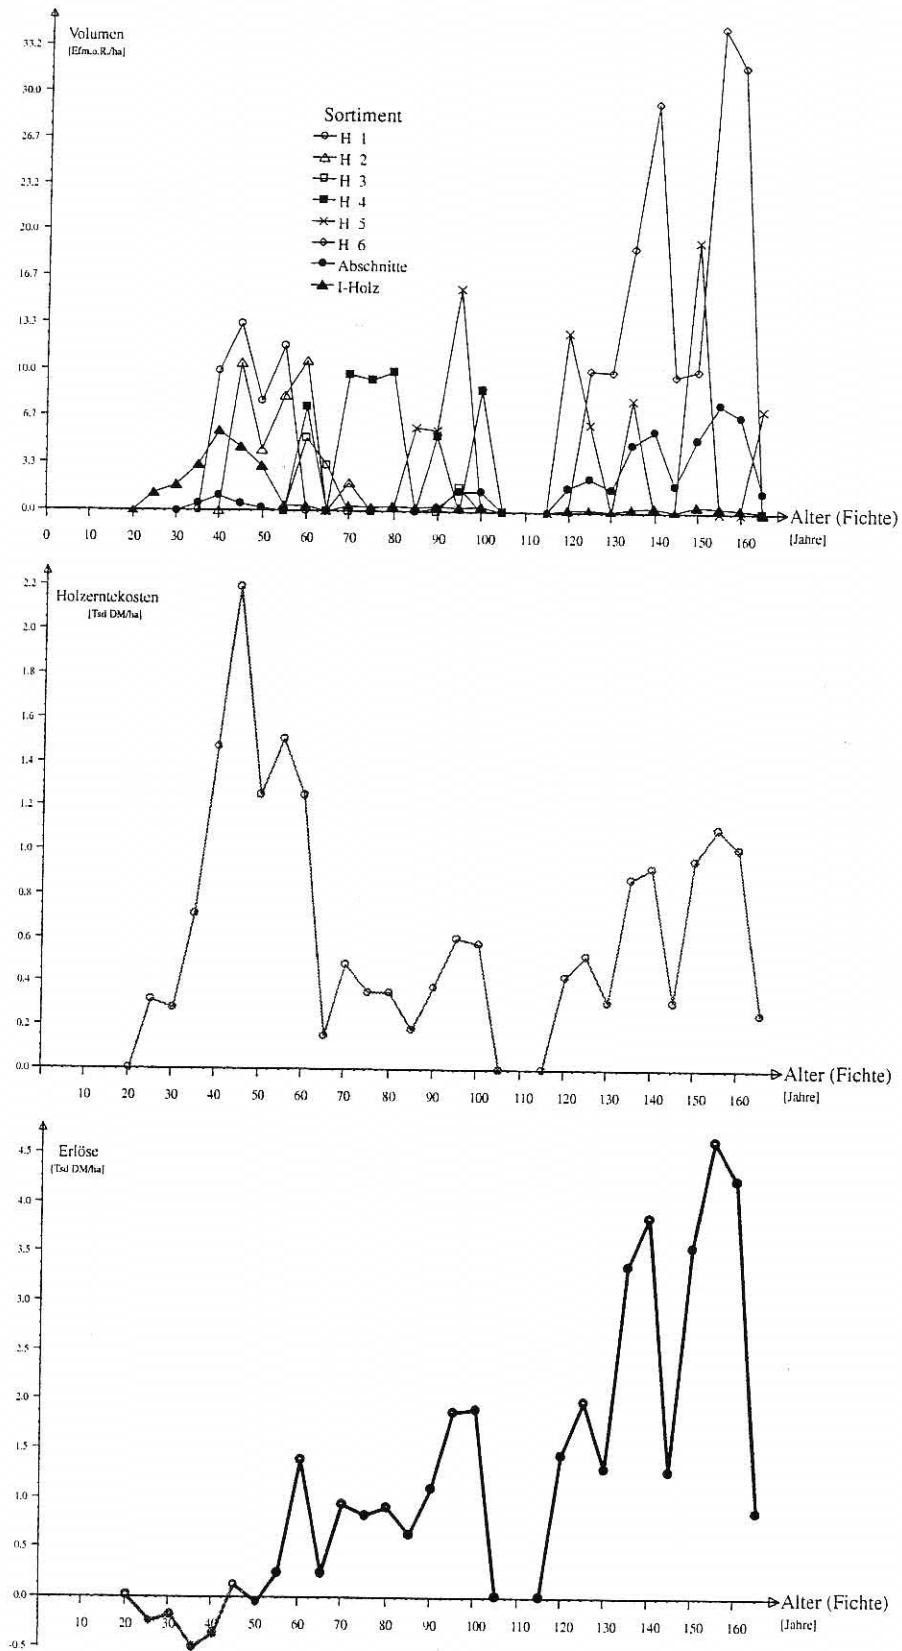 Volumen
[Efm.o.R./ha]
33.2
30.0
26.7
23.2
20.0
16.7
13.3
10.0
6.7
3.3
0.0
Sortiment
H 1
H 2
H 3
H 4
H 5
H 6
Abschnitte
I-Holz
0 10 20 30 40 50 60 70 80 90 100 110 120 130 140 150 160
Alter (Fichte)
[Jahre]
Holzerntekosten
[Tsd DM/ha]
2.2
2.0
1.8
1.6
1.4
1.2
1.0
0.8
0.6
0.4
0.2
0.0
10 20 30 40 50 60 70 80 90 100 110 120 130 140 150 160
Alter (Fichte)
[Jahre]
Erlöse
[Tsd DM/ha]
4.5
4.0
3.5
3.0
2.5
2.0
1.5
1.0
0.5
0.0
-0.5
10 20 30 40 50 60 70 80 90 100 110 120 130 140 150 160
Alter (Fichte)
[Jahre]